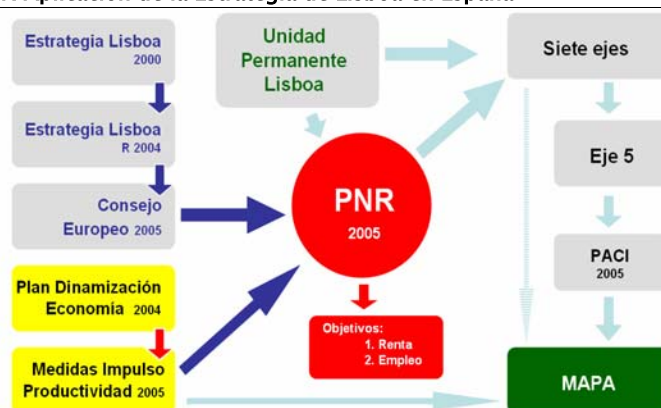 Estrategia Lisboa
2000
Estrategia Lisboa
R 2004
Consejo
Europeo 2005
Plan Dinamización
Economía 2004
Medidas Impulso
Productividad 2005
Unidad
Permanente
Lisboa
PNR
2005
Objetivos:
1. Renta
2. Empleo
Siete ejes
Eje 5
PACI
2005
MAPA